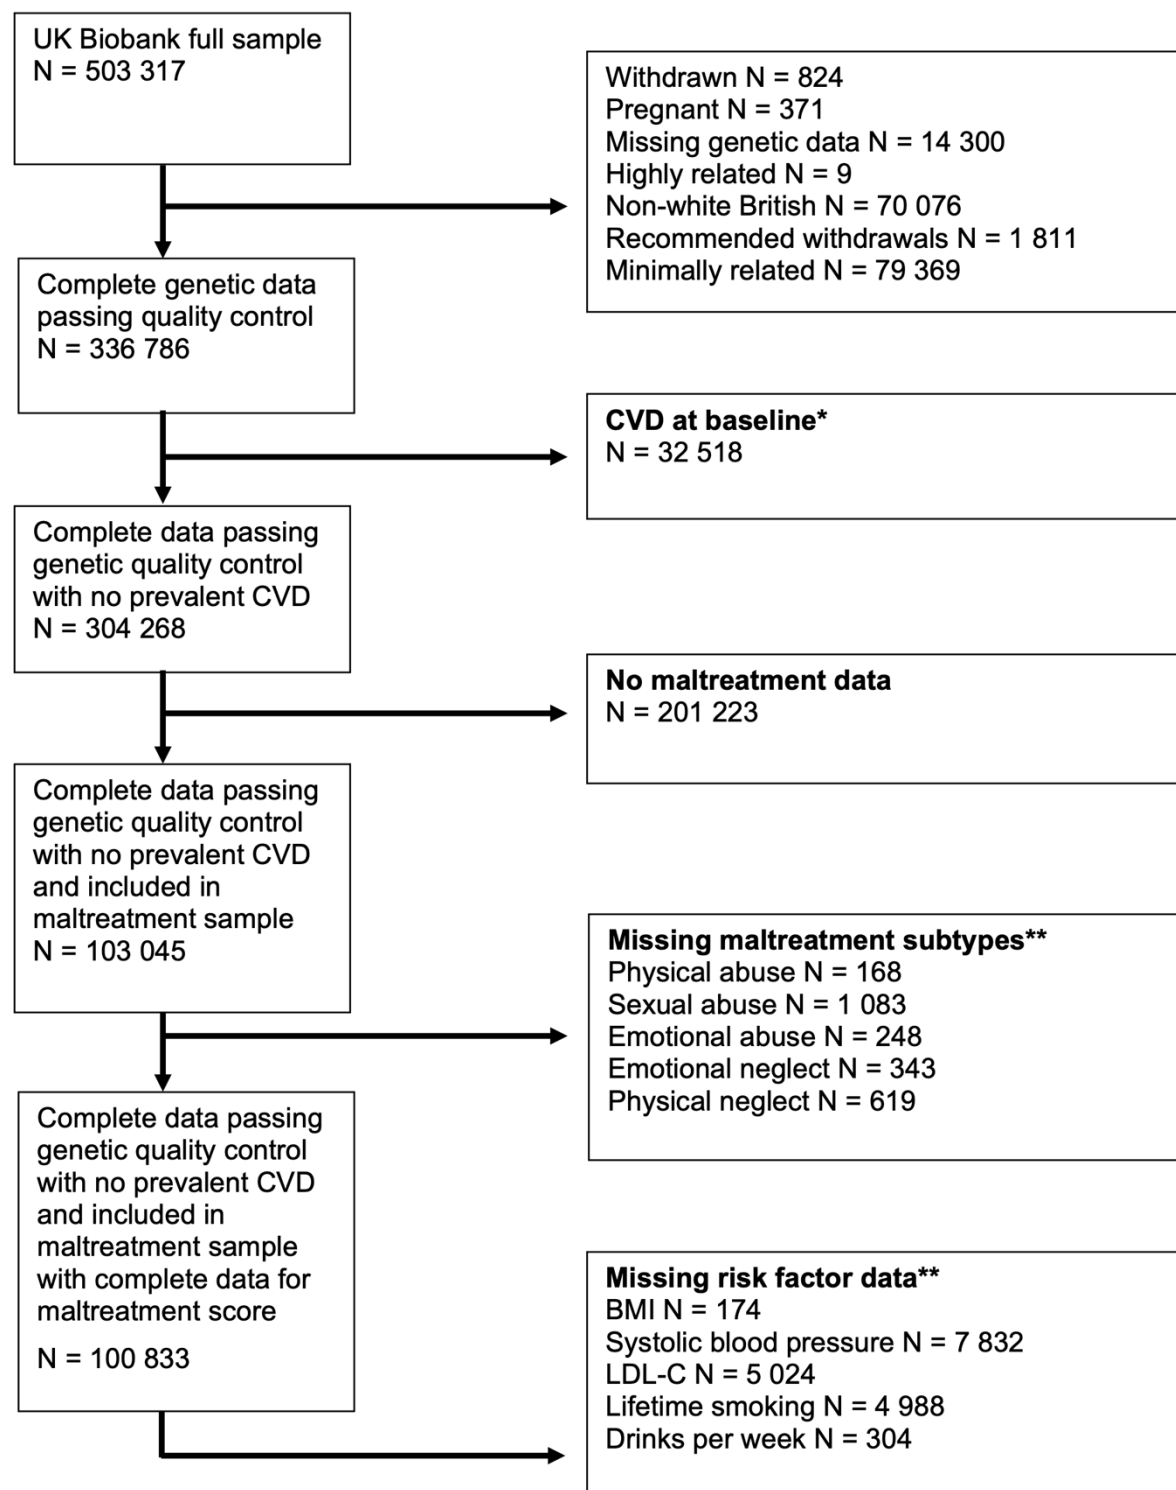 UK Biobank full sample
N = 503 317
Withdrawn N = 824
Pregnant N = 371
Missing genetic data N = 14 300
Highly related N = 9
Non-white British N = 70 076
Recommended withdrawals N = 1 811
Minimally related N = 79 369
Complete genetic data
passing quality control
N = 336 786
CVD at baseline*
N = 32 518
Complete data passing
genetic quality control
with no prevalent CVD
N = 304 268
No maltreatment data
N = 201 223
Complete data passing
genetic quality control
with no prevalent CVD
and included in
maltreatment sample
N = 103 045
Missing maltreatment subtypes**
Physical abuse N = 168
Sexual abuse N = 1 083
Emotional abuse N = 248
Emotional neglect N = 343
Physical neglect N = 619
Complete data passing
genetic quality control
with no prevalent CVD
and included in
maltreatment sample
with complete data for
maltreatment score
N = 100 833
Missing risk factor data**
BMI N = 174
Systolic blood pressure N = 7 832
LDL-C N = 5 024
Lifetime smoking N = 4 988
Drinks per week N = 304